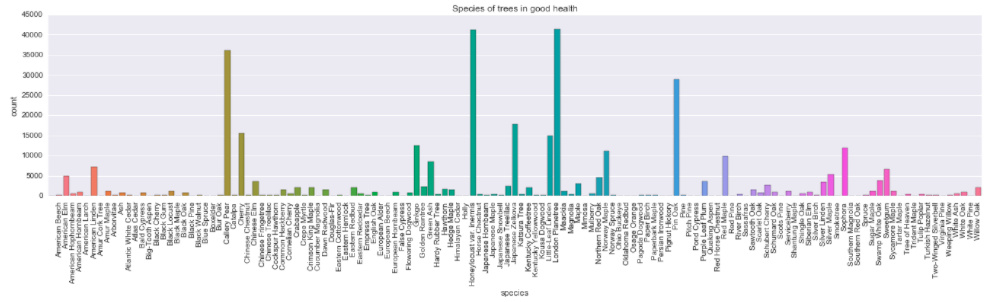 Species of trees in good health
45000
40000
35000
30000
25000
20000
15000
10000
5000
0
count
American Beech
American Elm
American Hophornbeam
American Hornbeam
American Larch
American Linden
Amur Cork Tree
Amur Maple
Arborvitae
Ash
Atlantic White Cedar
Atlas Cedar
Bald Cypress
Big-Tooth Aspen
Black Cherry
Black Gum
Black Locust
Black Maple
Black Oak
Black Pine
Black Walnut
Blue Spruce
Boxelder
Bur Oak
Callery Pear
Catalpa
Cherry
Chinese Chestnut
Chinese Elm
Chinese Fringetree
Chinese Tree Lilac
Cockspur Hawthorn
Common Hackberry
Cornelian Cherry
Crabapple
Crape Myrtle
Crimson King Maple
Cucumber Magnolia
Dawn Redwood
Douglas-Fir
Eastern Cottonwood
Eastern Hemlock
Eastern Redbud
Eastern Redcedar
Empress Tree
English Oak
European Alder
European Beech
European Hornbeam
False Cypress
Flowering Dogwood
Ginkgo
Golden Raintree
Green Ash
Hardy Rubber Tree
Hawthorn
Hedge Maple
Himalayan Cedar
Holly
Honeylocust var. Inermis
Horse Chestnut
Japanese Hornbeam
Japanese Maple
Japanese Snowbell
Japanese Tree Lilac
Japanese Zelkova
Katsura Tree
Kentucky Coffeetree
Kentucky Yellowwood
Kousa Dogwood
Little-Leaf Linden
London Planetree
Maackia
Magnolia
Maple
Mimosa
Mulberry
Northern Red Oak
Norway Maple
Norway Spruce
Ohio Buckeye
Oklahoma Redbud
Osage Orange
Pagoda Dogwood
Paper Birch
Paperbark Maple
Persian Ironwood
Pignut Hickory
Pin Oak
Pine
Pitch Pine
Pond Cypress
Purple-Leaf Plum
Quaking Aspen
Red Horse Chestnut
Red Maple
Red Pine
River Birch
Sassafras
Sawtooth Oak
Scarlet Oak
Schubert Cherry
Scots Pine
Serviceberry
Shantung Maple
Shingle Oak
Siberian Elm
Silver Birch
Silver Linden
Silver Maple
Sophora
Southern Magnolia
Southern Red Oak
Spruce
Sugar Maple
Swamp White Oak
Sweetgum
Sycamore Maple
Tartar Maple
Tree of Heaven
Trident Maple
Tulip Poplar
Turkish Hazelnut
Two-Winged Silverbell
Virginia Pine
Weeping Willow
White Ash
White Oak
White Pine
Willow Oak
species